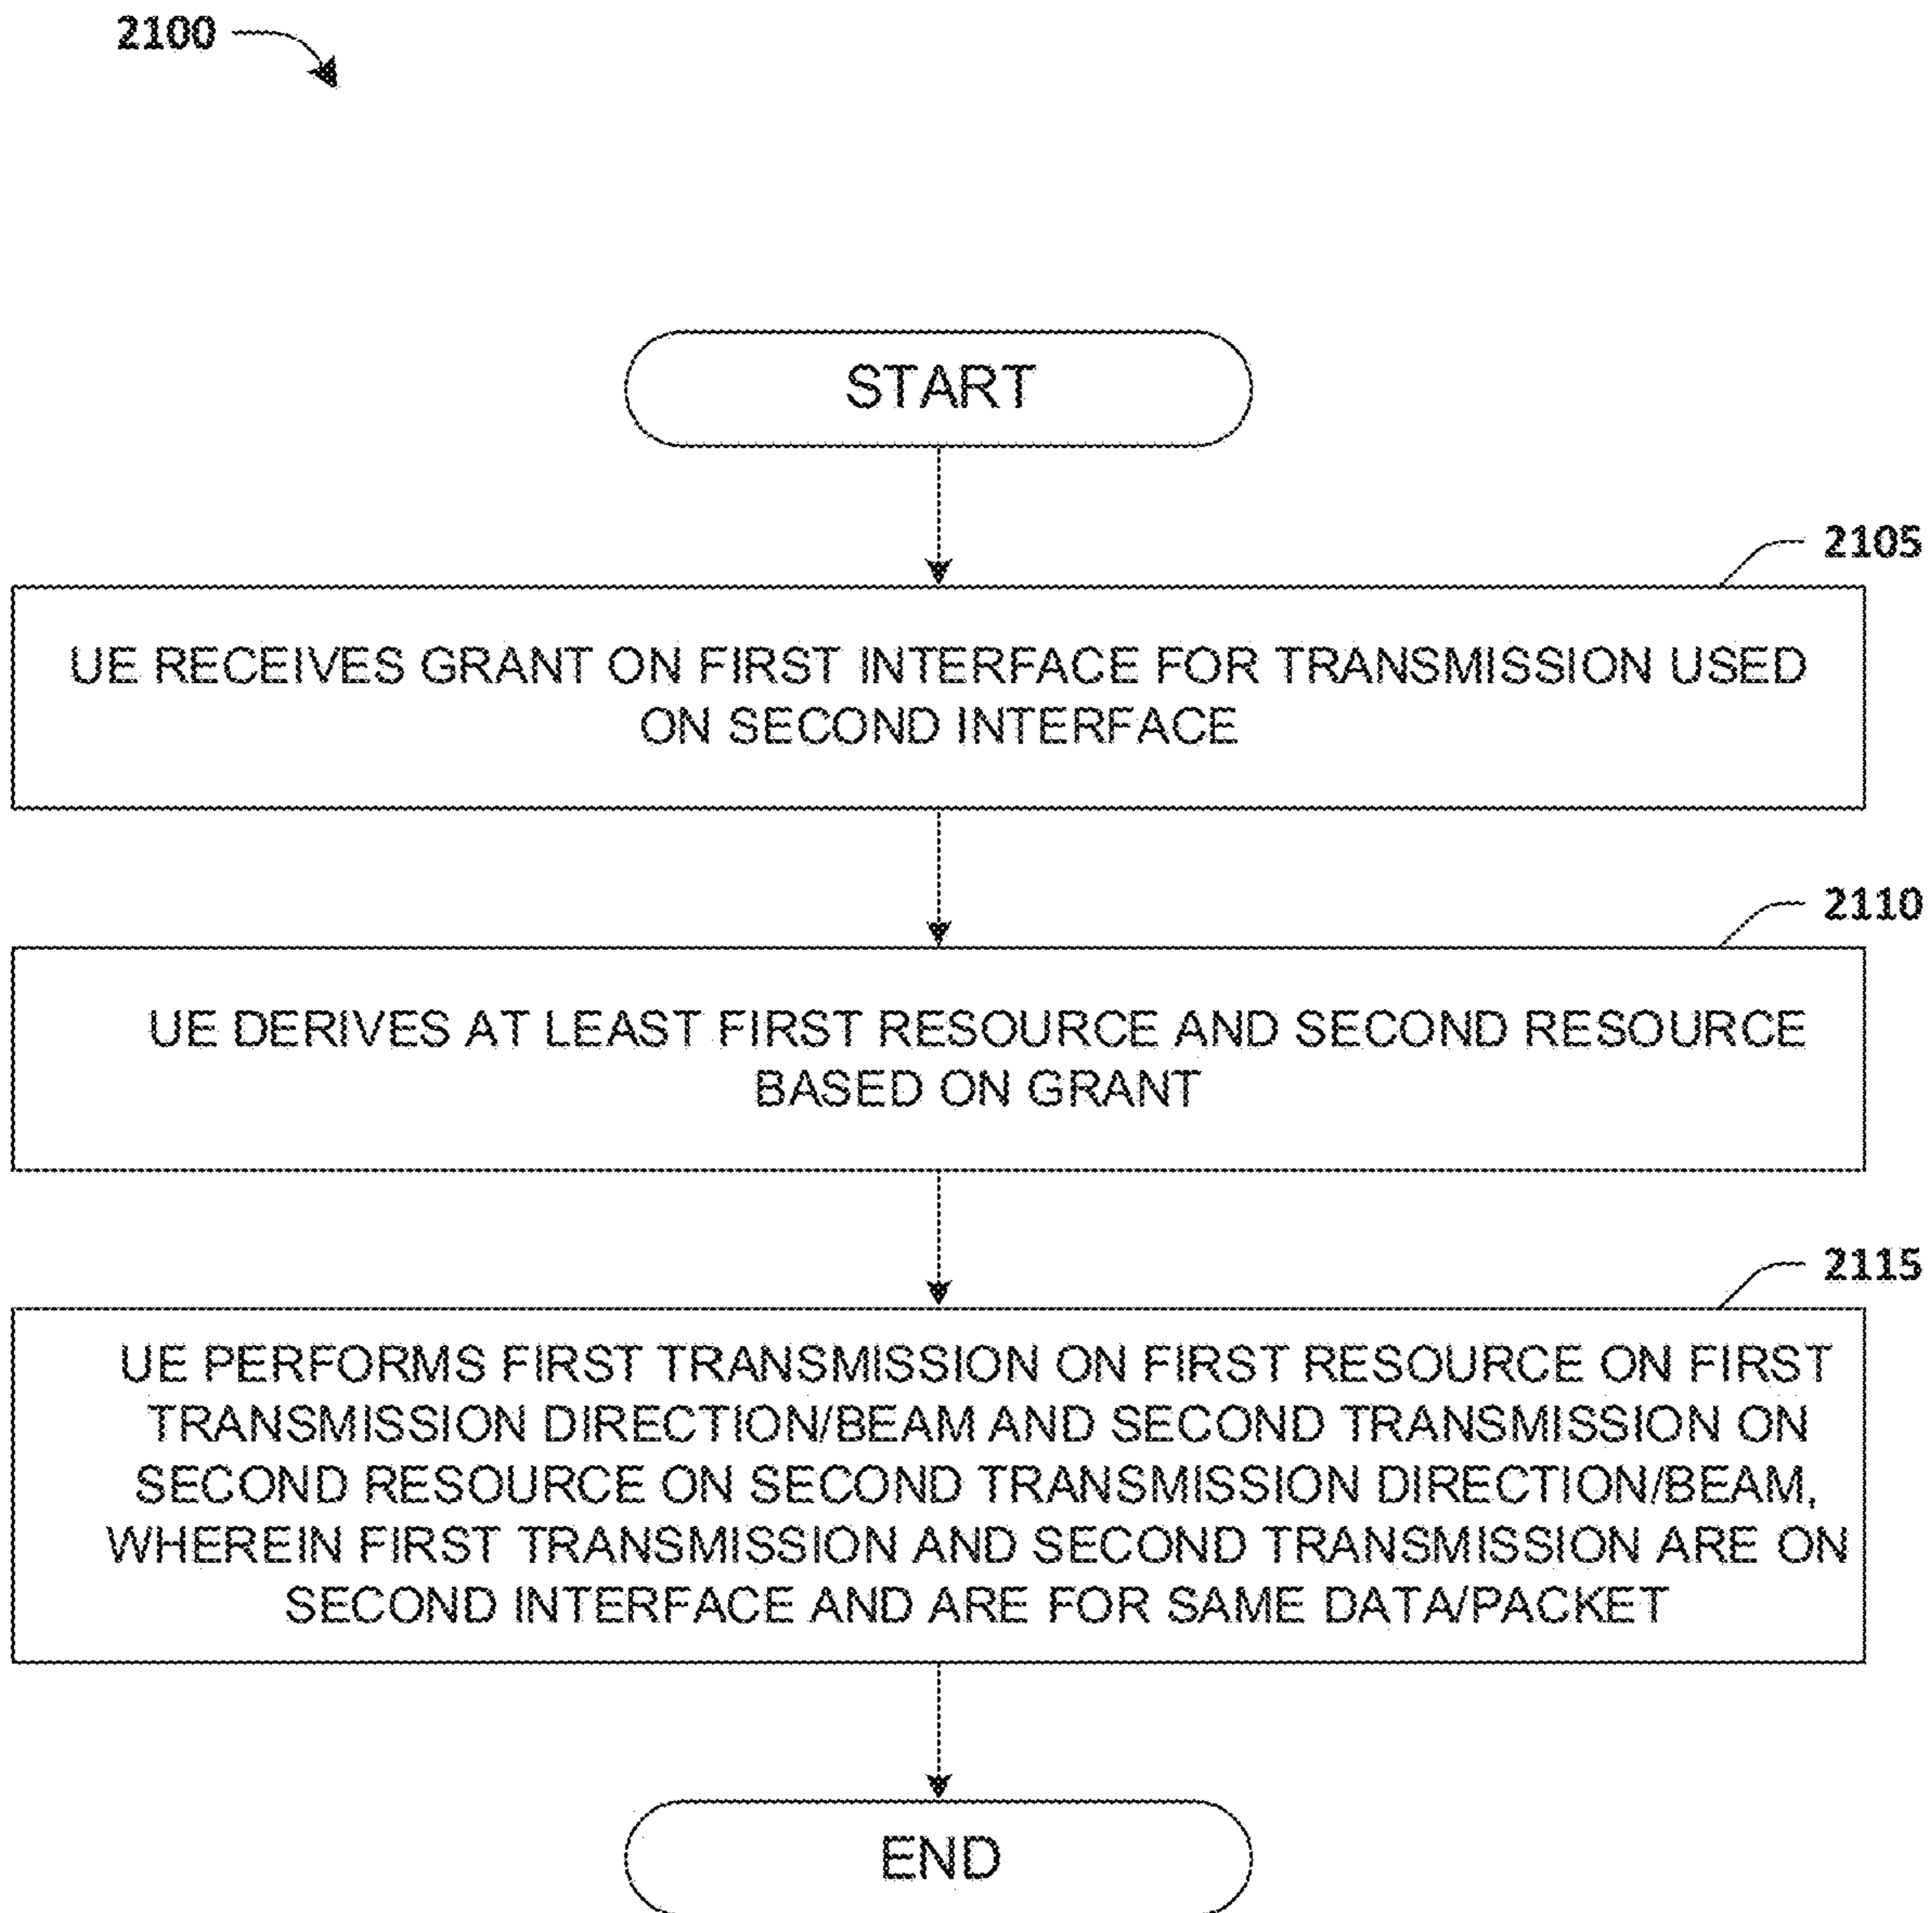 2100
START
2105
UE RECEIVES GRANT ON FIRST INTERFACE FOR TRANSMISSION USED
ON SECOND INTERFACE
2110
UE DERIVES AT LEAST FIRST RESOURCE AND SECOND RESOURCE
BASED ON GRANT
2115
UE PERFORMS FIRST TRANSMISSION ON FIRST RESOURCE ON FIRST
TRANSMISSION DIRECTION/BEAM AND SECOND TRANSMISSION ON
SECOND RESOURCE ON SECOND TRANSMISSION DIRECTION/BEAM,
WHEREIN FIRST TRANSMISSION AND SECOND TRANSMISSION ARE ON
SECOND INTERFACE AND ARE FOR SAME DATA/PACKET
END